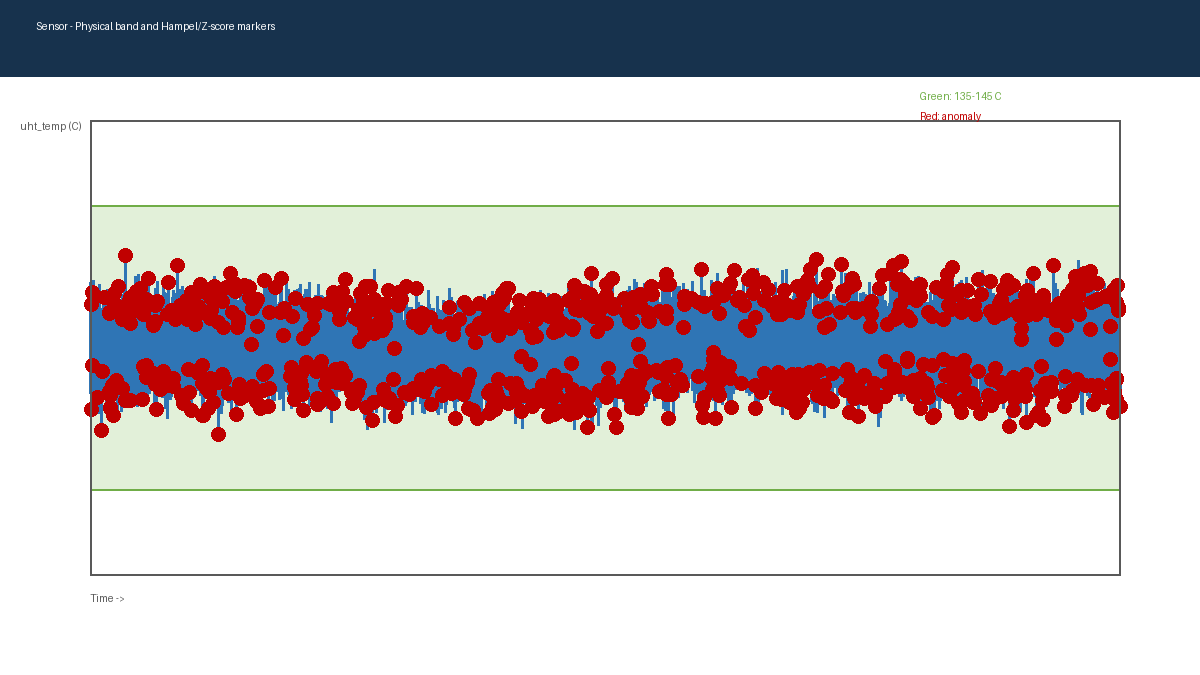 Sensor - Physical band and Hampel/Z-score markers
Green: 135-145 C
Red: anomaly
uht_temp (C)
Time ->